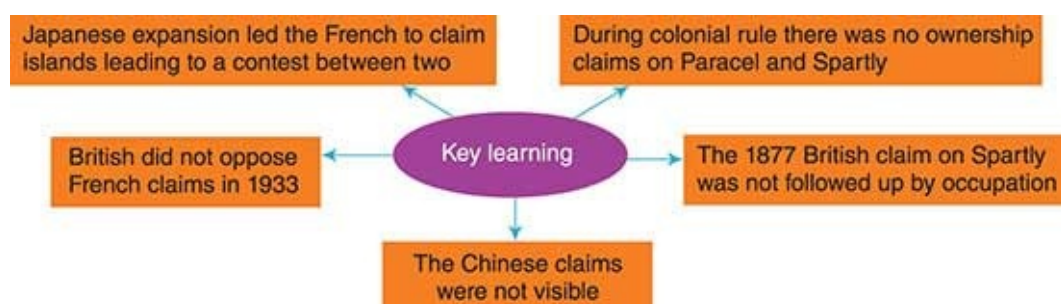 Japanese expansion led the French to claim
islands leading to a contest between two
During colonial rule there was no ownership
claims on Paracel and Spartly
Key learning
British did not oppose
French claims in 1933
The 1877 British claim on Spartly
was not followed up by occupation
The Chinese claims
were not visible